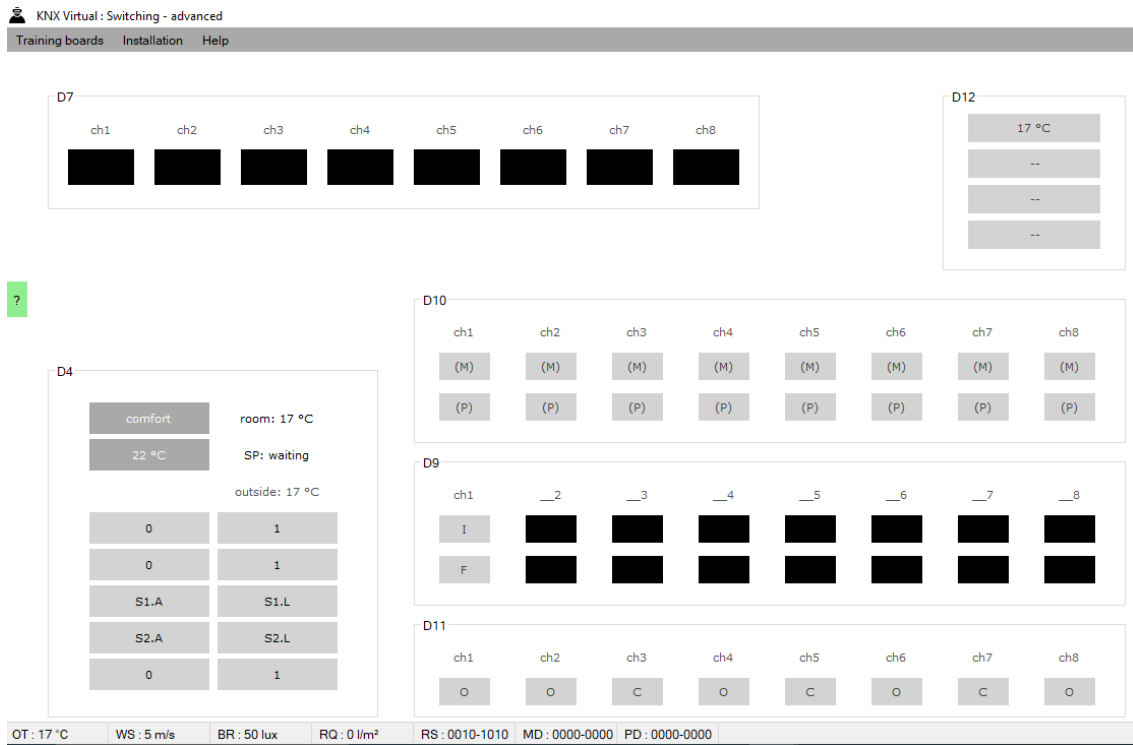 KNX Virtual : Switching - advanced
Training boards Installation Help
D7
ch1 ch2 ch3 ch4 ch5 ch6 ch7 ch8
D12
17 °C
--
--
--
?
D10
ch1 ch2 ch3 ch4 ch5 ch6 ch7 ch8
(M) (M) (M) (M) (M) (M) (M) (M)
(P) (P) (P) (P) (P) (P) (P) (P)
D4
comfort room: 17 °C
22 °C SP: waiting
outside: 17 °C
0 1
0 1
S1.A S1.L
S2.A S2.L
0 1
D9
ch1 __2 __3 __4 __5 __6 __7 __8
I
F
D11
ch1 ch2 ch3 ch4 ch5 ch6 ch7 ch8
O O C O C O C O
OT : 17 °C WS : 5 m/s BR : 50 lux RQ : 0 l/m² RS : 0010-1010 MD : 0000-0000 PD : 0000-0000